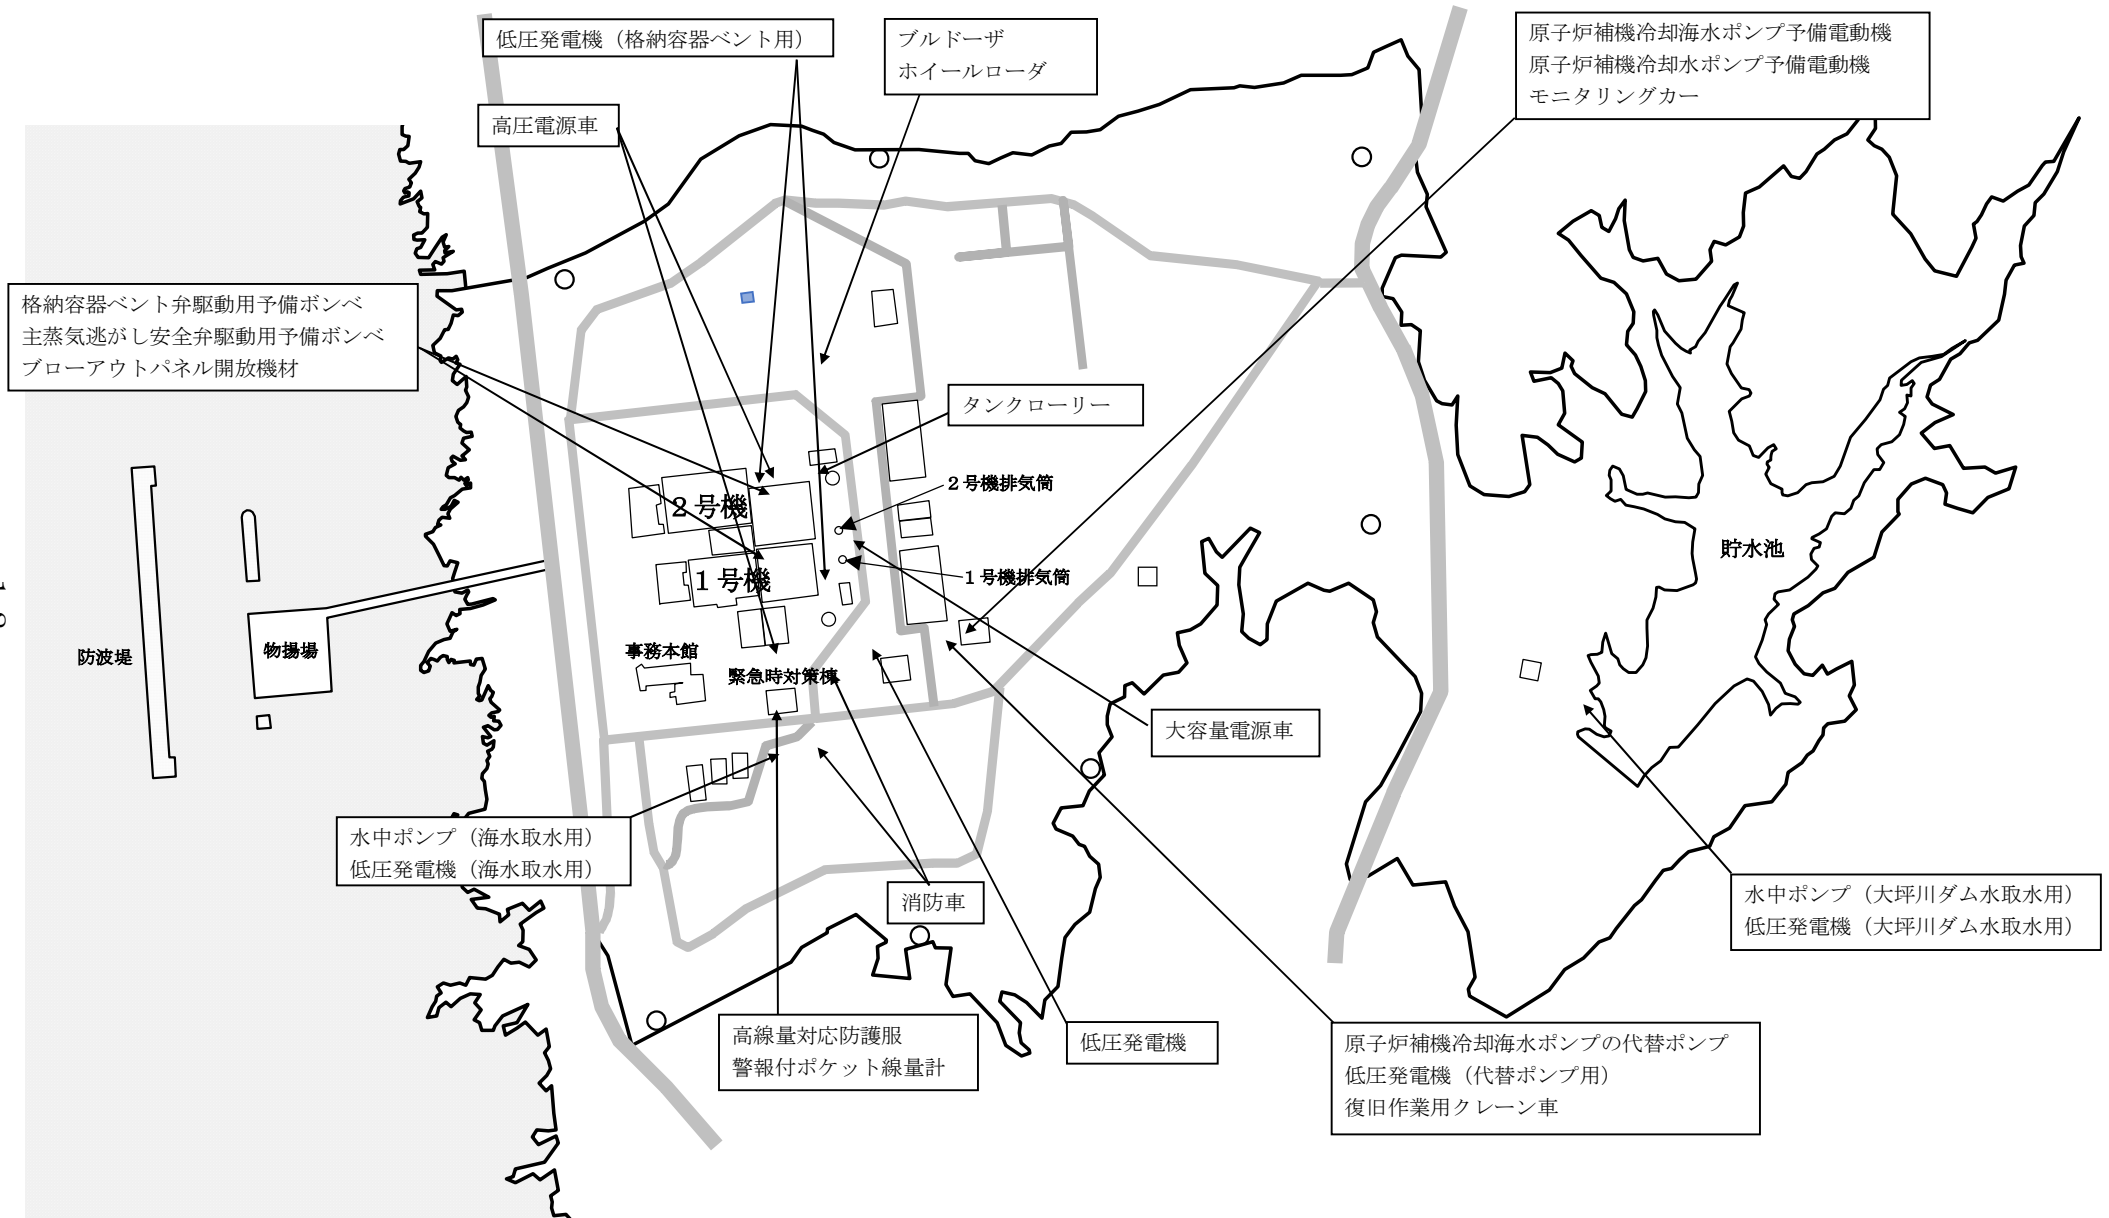 低圧発電機（格納容器ベント用）
ブルドーザ
ホイールローダ
原子炉補機冷却海水ポンプ予備電動機
原子炉補機冷却水ポンプ予備電動機
モニタリングカー
高圧電源車
格納容器ベント弁駆動用予備ボンベ
主蒸気逃がし安全弁駆動用予備ボンベ
ブローアウトパネル開放機材
タンクローリー
２号機排気筒
２号機
貯水池
１号機排気筒
１号機
防波堤
物揚場
事務本館
緊急時対策棟
大容量電源車
水中ポンプ（海水取水用）
低圧発電機（海水取水用）
消防車
水中ポンプ（大坪川ダム水取水用）
低圧発電機（大坪川ダム水取水用）
高線量対応防護服
警報付ポケット線量計
低圧発電機
原子炉補機冷却海水ポンプの代替ポンプ
低圧発電機（代替ポンプ用）
復旧作業用クレーン車